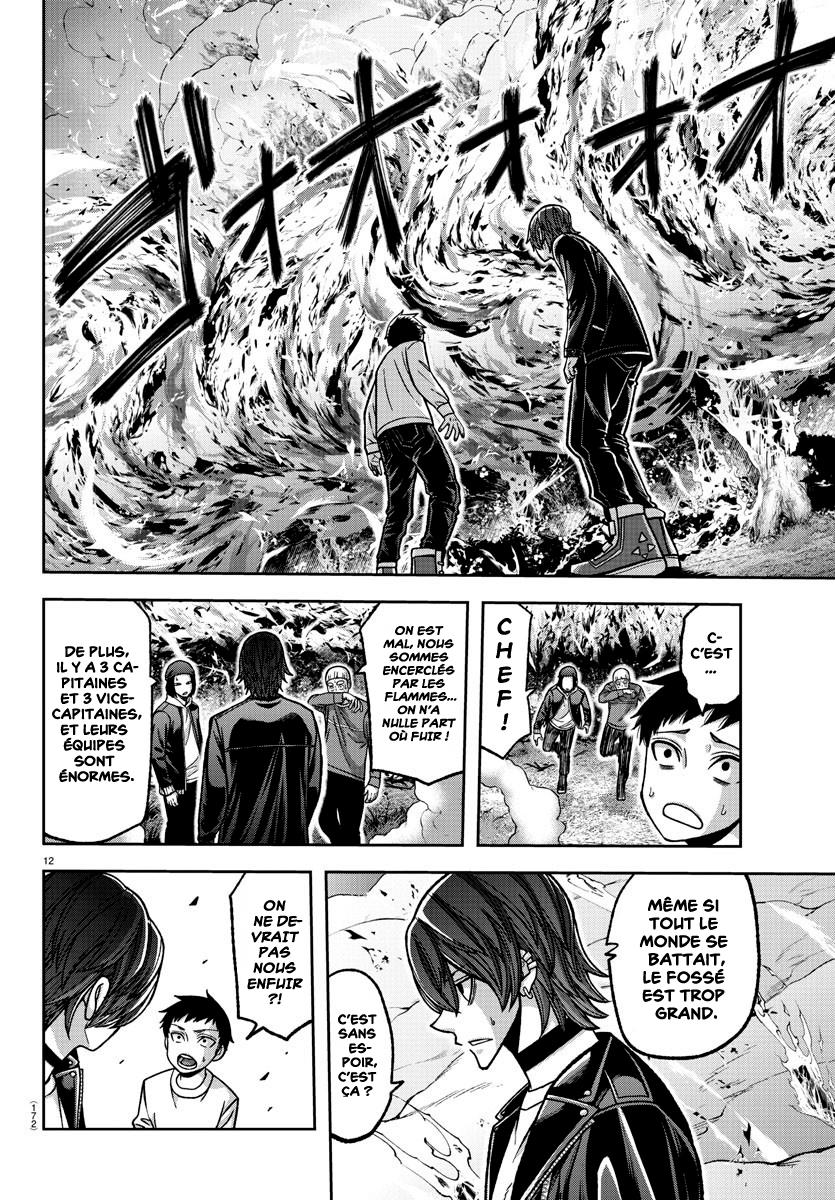 ゴオオオオオ
C-
C'EST
...
CHEF!
ON EST
MAL, NOUS
SOMMES
ENCERCLÉS
PAR LES
FLAMMES...
ON N'A
NULLE PART
OÙ FUIR !
DE PLUS,
IL Y A 3 CA-
PITAINES
ET 3 VICE-
CAPITAINES,
ET LEURS
ÉQUIPES
SONT
ÉNORMES.
12
MÊME SI
TOUT LE
MONDE SE
BATTAIT,
LE FOSSÉ
EST TROP
GRAND.
C'EST
SANS
ES-
POIR,
C'EST
ÇA ?
ON
NE DE-
VRAIT
PAS
NOUS
ENFUIR
?!
(172)